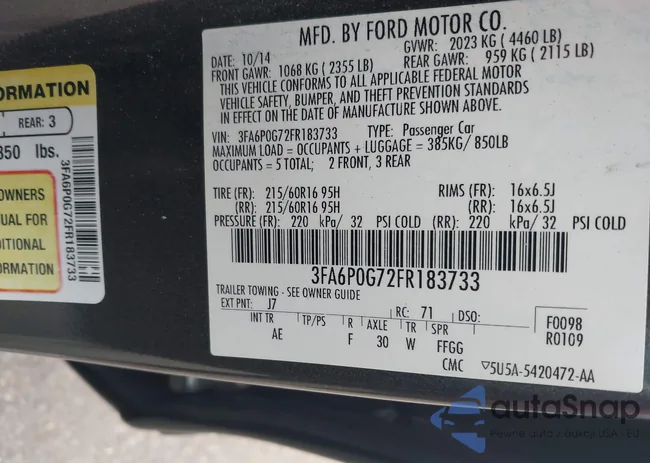 ORMATION
REAR: 3
850 lbs.
OWNERS
UAL FOR
DITIONAL
ORMATION
3FA6P0G72FR183733
MFD. BY FORD MOTOR CO.
DATE: 10/14 GVWR: 2023 KG ( 4460 LB)
FRONT GAWR: 1068 KG ( 2355 LB) REAR GAWR: 959 KG ( 2115 LB)
THIS VEHICLE CONFORMS TO ALL APPLICABLE FEDERAL MOTOR
VEHICLE SAFETY, BUMPER, AND THEFT PREVENTION STANDARDS
IN EFFECT ON THE DATE OF MANUFACTURE SHOWN ABOVE.
VIN: 3FA6P0G72FR183733 TYPE: Passenger Car
MAXIMUM LOAD = OCCUPANTS + LUGGAGE = 385KG/ 850LB
OCCUPANTS = 5 TOTAL; 2 FRONT, 3 REAR
TIRE (FR): 215/60R16 95H RIMS (FR): 16x6.5J
(RR): 215/60R16 95H (RR): 16x6.5J
PRESSURE (FR): 220 kPa/ 32 PSI COLD (RR): 220 kPa/ 32 PSI COLD
3FA6P0G72FR183733
TRAILER TOWING - SEE OWNER GUIDE
EXT PNT: J7 RC: 71 DSO:
INT TR TP/PS R AXLE TR SPR
AE F 30 W FFGG
F0098
R0109
CMC ▽5U5A-5420472-AA
autoSnap
Pewne auto z aukcji USA - EU